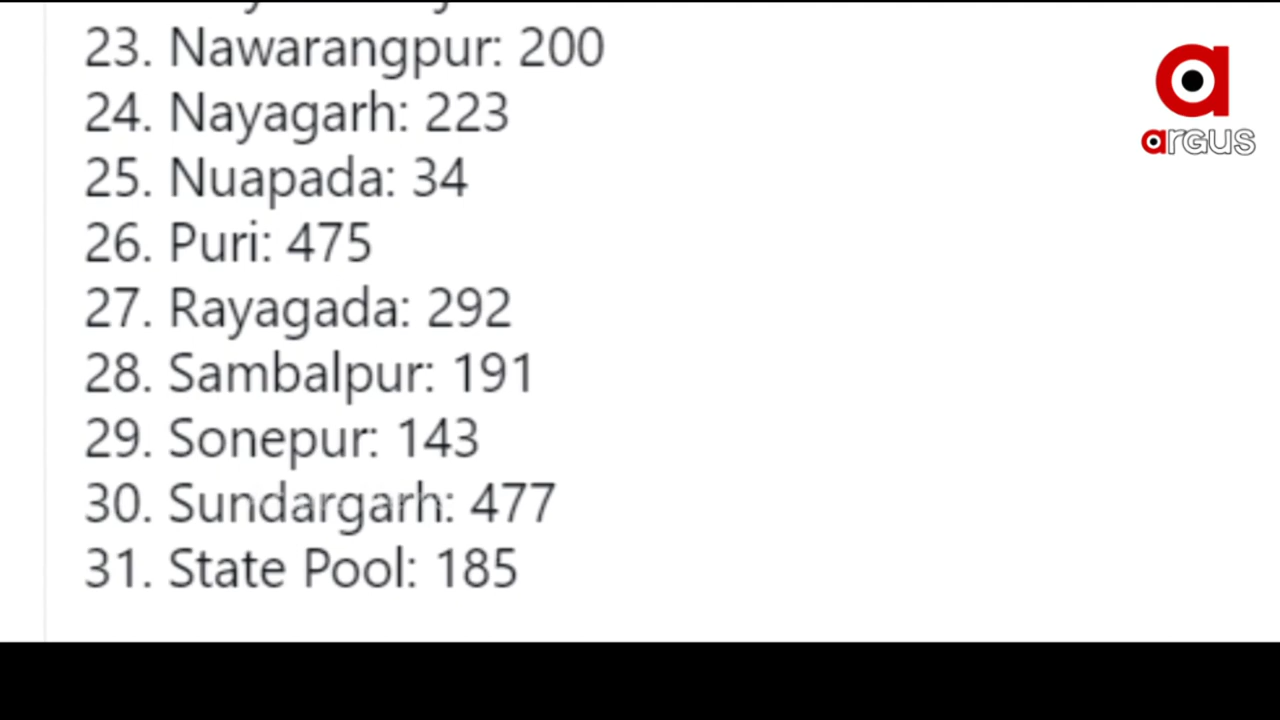 23. Nawarangpur: 200
24. Nayagarh: 223
25. Nuapada: 34
26. Puri: 475
27. Rayagada: 292
28. Sambalpur: 191
29. Sonepur: 143
30. Sundargarh: 477
31. State Pool: 185
argus